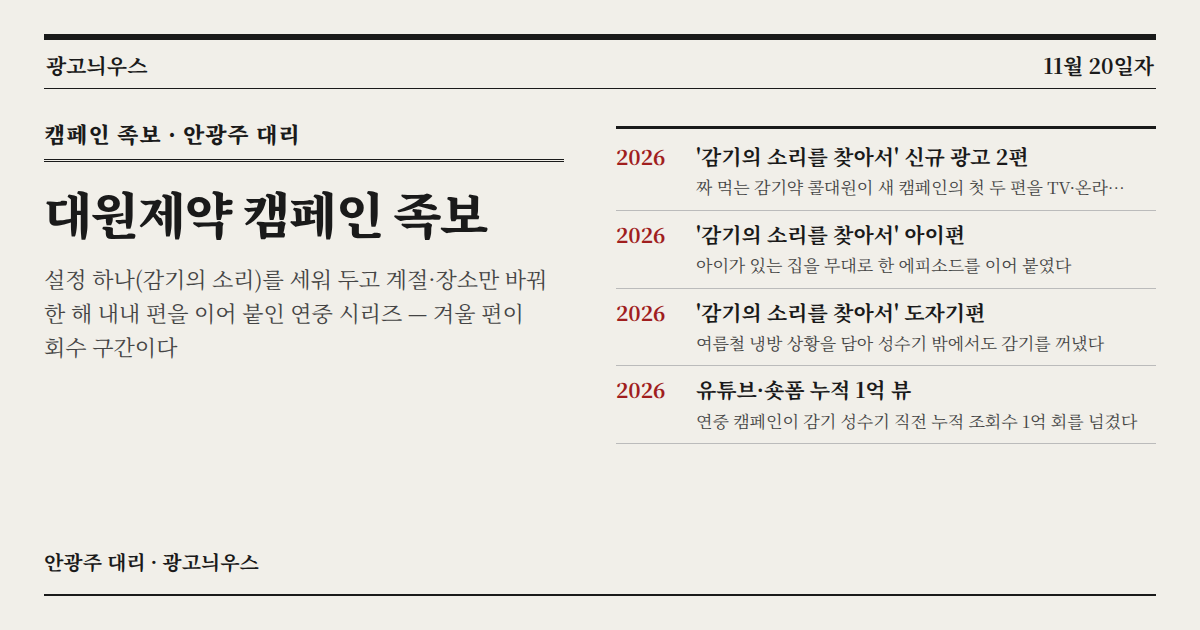 광고늬우스
11월 20일자
캠페인 족보 · 안광주 대리
대원제약 캠페인 족보
설정 하나(감기의 소리)를 세워 두고 계절·장소만 바꿔
한 해 내내 편을 이어 붙인 연중 시리즈 — 겨울 편이
회수 구간이다
2026 '감기의 소리를 찾아서' 신규 광고 2편
짜 먹는 감기약 콜대원이 새 캠페인의 첫 두 편을 TV·온라…
2026 '감기의 소리를 찾아서' 아이편
아이가 있는 집을 무대로 한 에피소드를 이어 붙였다
2026 '감기의 소리를 찾아서' 도자기편
여름철 냉방 상황을 담아 성수기 밖에서도 감기를 꺼냈다
2026 유튜브·숏폼 누적 1억 뷰
연중 캠페인이 감기 성수기 직전 누적 조회수 1억 회를 넘겼다
안광주 대리 · 광고늬우스